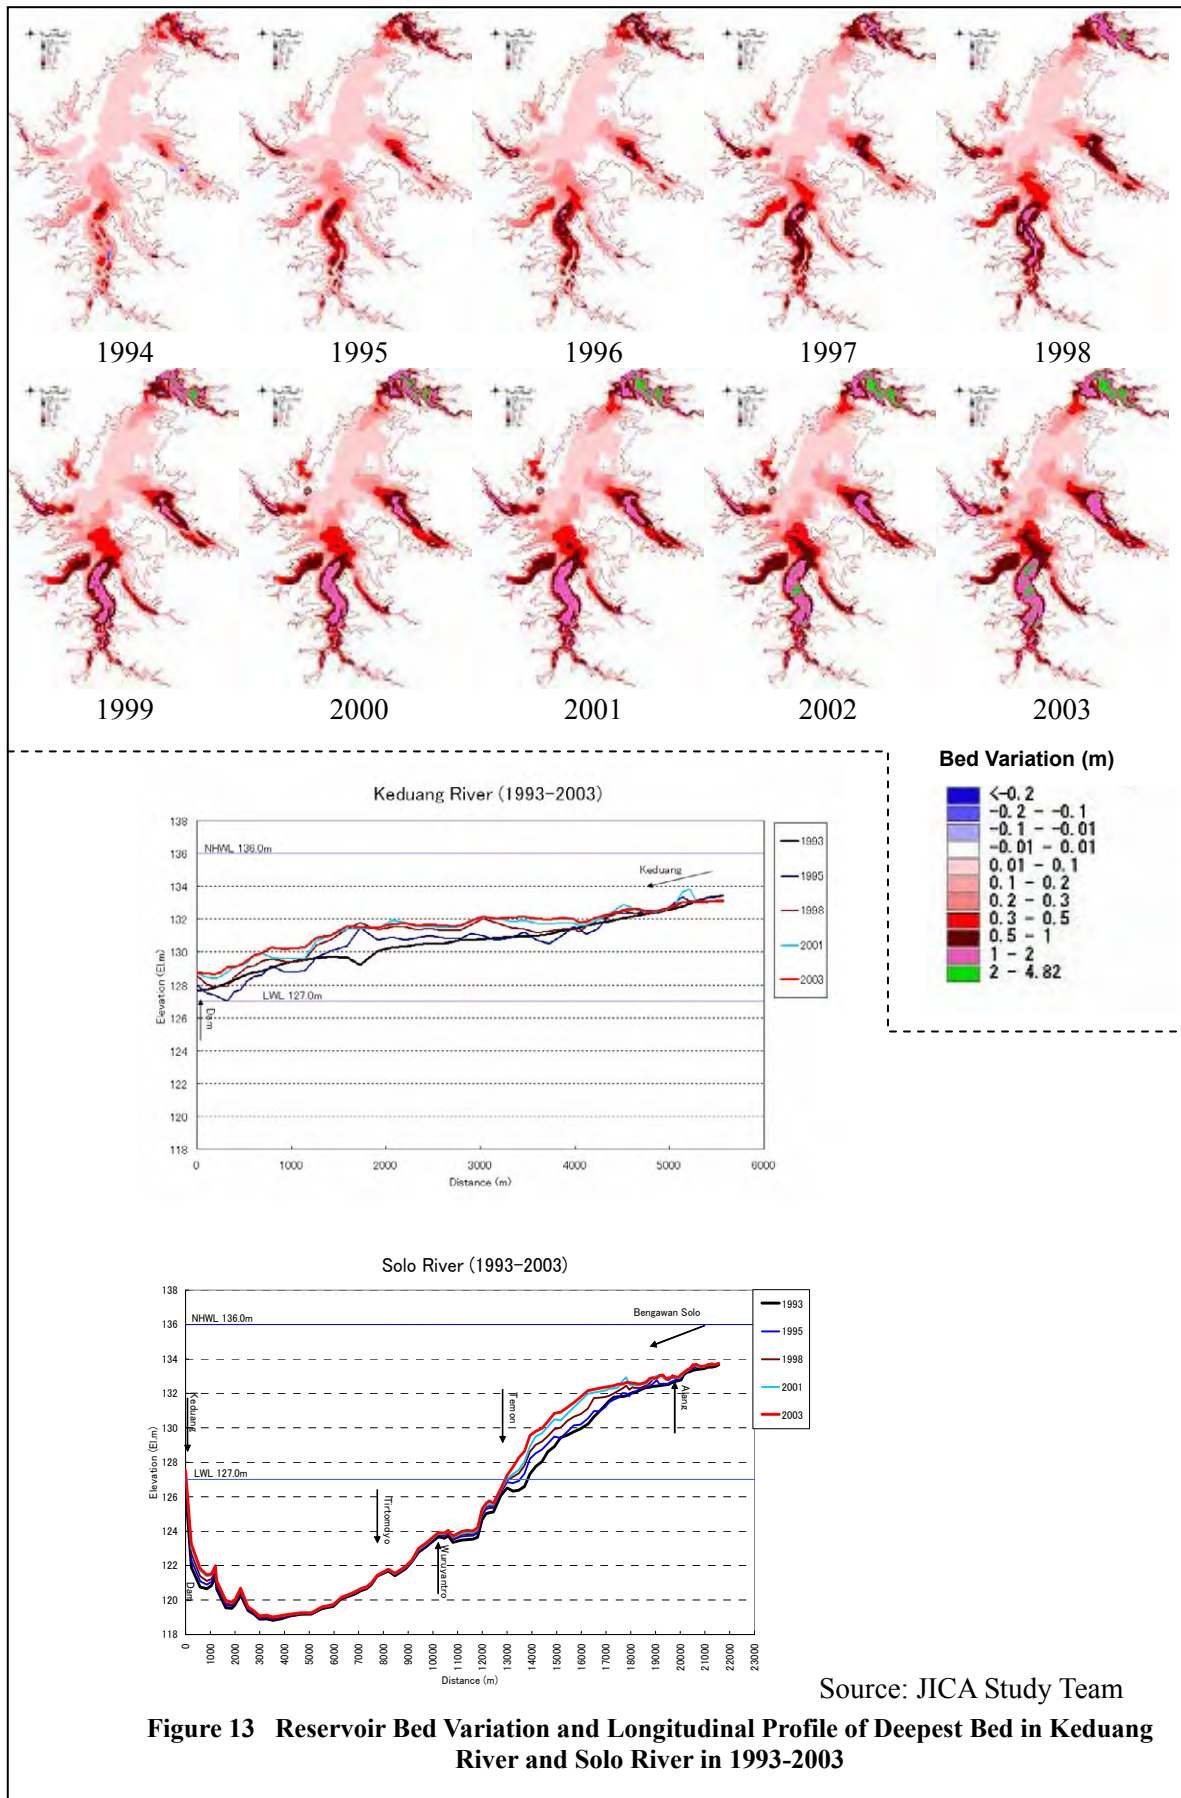 1994 1995 1996 1997 1998
1999 2000 2001 2002 2003
Bed Variation (m)
<-0.2
-0.2 - -0.1
-0.1 - -0.01
-0.01 - 0.01
0.01 - 0.1
0.1 - 0.2
0.2 - 0.3
0.3 - 0.5
0.5 - 1
1 - 2
2 - 4.82
Keduang River (1993-2003)
138
136
134
132
130
128
126
124
122
120
118
Elevation (El.m)
NHWL 136.0m
Keduang
LWL 127.0m
Dam
1993
1995
1998
2001
2003
0 1000 2000 3000 4000 5000 6000
Distance (m)
Solo River (1993-2003)
138
136
134
132
130
128
126
124
122
120
118
Elevation (El.m)
NHWL 136.0m
Bengawan Solo
Keduang
LWL 127.0m
Dam
Tirtomoyo
Wuruyantro
Temon
Alang
1993
1995
1998
2001
2003
0 1000 2000 3000 4000 5000 6000 7000 8000 9000 10000 11000 12000 13000 14000 15000 16000 17000 18000 19000 20000 21000 22000 23000
Distance (m)
Source: JICA Study Team
Figure 13 Reservoir Bed Variation and Longitudinal Profile of Deepest Bed in Keduang
River and Solo River in 1993-2003